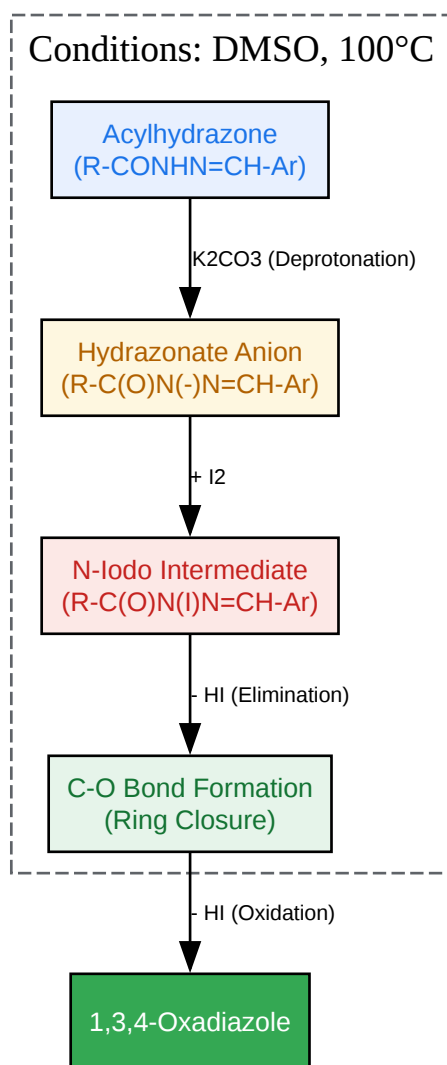 Conditions: DMSO, 100°C
Acylhydrazone
(R-CONHN=CH-Ar)
K2CO3 (Deprotonation)
Hydrazonate Anion
(R-C(O)N(-)N=CH-Ar)
+ I2
N-Iodo Intermediate
(R-C(O)N(I)N=CH-Ar)
- HI (Elimination)
C-O Bond Formation
(Ring Closure)
- HI (Oxidation)
1,3,4-Oxadiazole